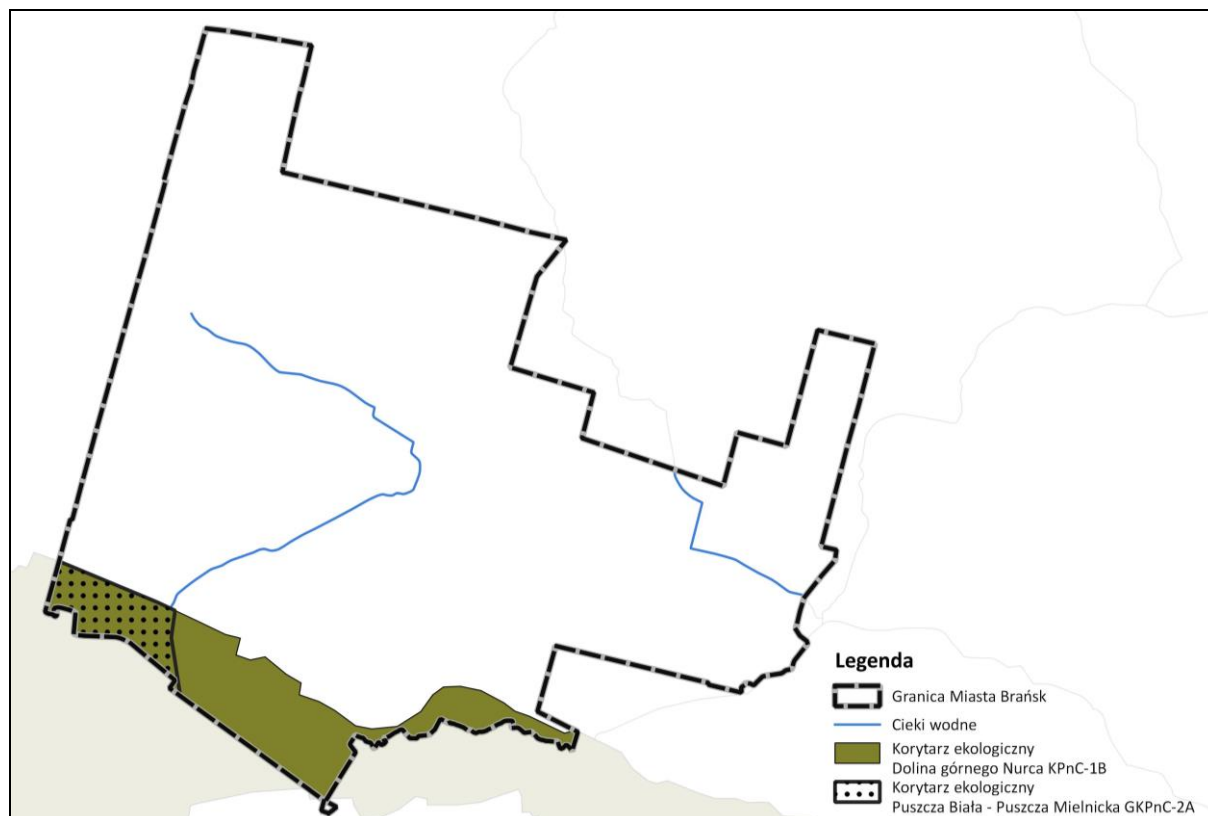 Legenda
Granica Miasta Brańsk
Cieki wodne
Korytarz ekologiczny
Dolina górnego Nurca KPnC-1B
Korytarz ekologiczny
Puszcza Biała - Puszcza Mielnicka GKPnC-2A